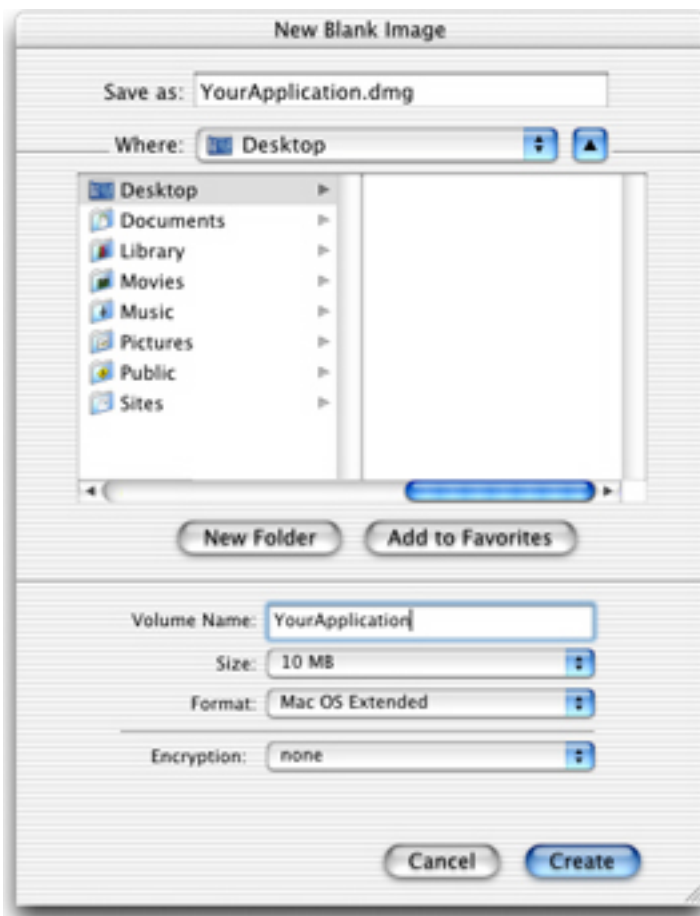 New Blank Image
Save as: YourApplication.dmg
Where: Desktop
Desktop
Documents
Library
Movies
Music
Pictures
Public
Sites
New Folder Add to Favorites
Volume Name: YourApplication
Size: 10 MB
Format: Mac OS Extended
Encryption: none
Cancel Create